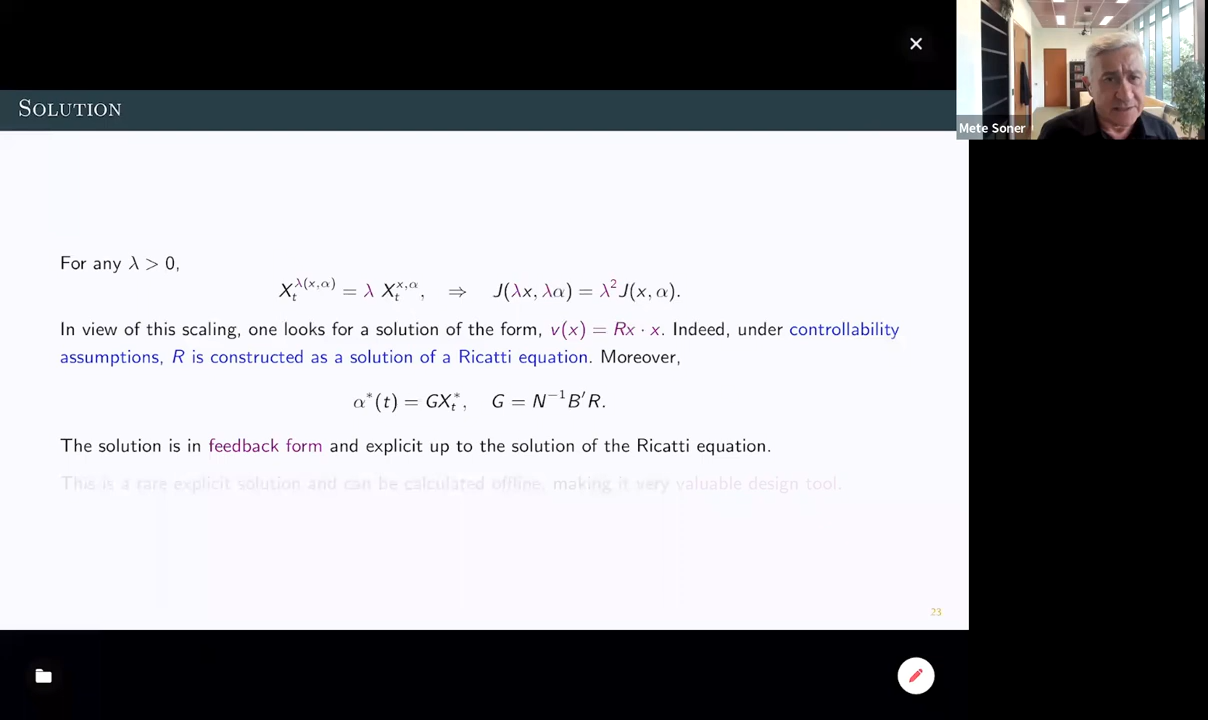 Solution
Mete Soner
For any λ > 0,
X_t^{λ(x,α)} = λ X_t^{x,α}, ⇒ J(λx, λα) = λ²J(x, α).
In view of this scaling, one looks for a solution of the form, v(x) = Rx · x. Indeed, under controllability
assumptions, R is constructed as a solution of a Ricatti equation. Moreover,
α*(t) = GX_t^*, G = N⁻¹B′R.
The solution is in feedback form and explicit up to the solution of the Ricatti equation.
This is a rare explicit solution and can be calculated offline, making it very valuable design tool.
23